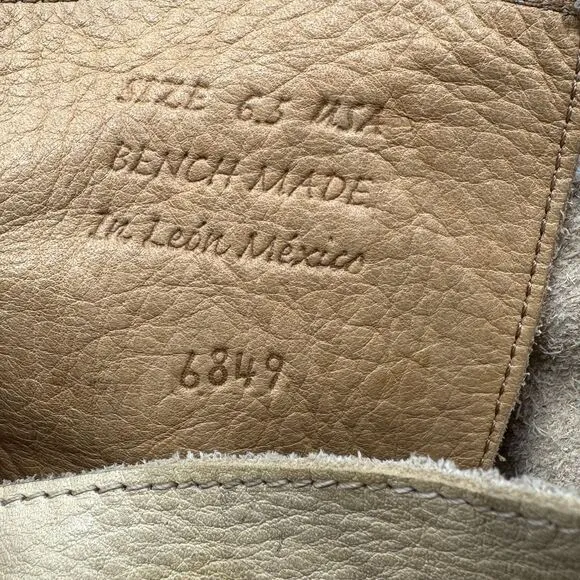 SIZE 6.5 USA
BENCH MADE
In León México
6849